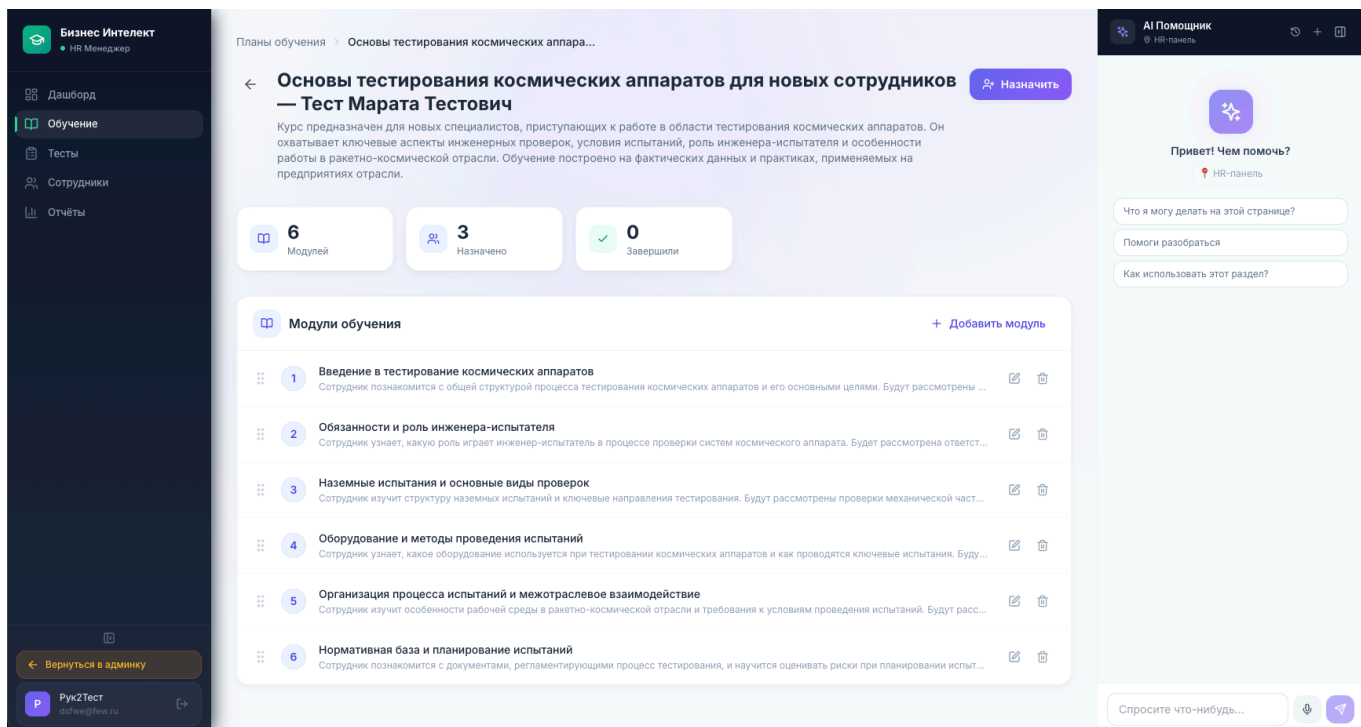 Бизнес Интелект
HR Менеджер
Дашборд
Обучение
Тесты
Сотрудники
Отчёты
Вернуться в админку
Р
Рук2Тест
dsfwe@few.ru
Планы обучения > Основы тестирования космических аппара...
Основы тестирования космических аппаратов для новых сотрудников
— Тест Марата Тестович
Назначить
Курс предназначен для новых специалистов, приступающих к работе в области тестирования космических аппаратов. Он
охватывает ключевые аспекты инженерных проверок, условия испытаний, роль инженера-испытателя и особенности
работы в ракетно-космической отрасли. Обучение построено на фактических данных и практиках, применяемых на
предприятиях отрасли.
6
Модулей
3
Назначено
0
Завершили
Модули обучения
+ Добавить модуль
1
Введение в тестирование космических аппаратов
Сотрудник познакомится с общей структурой процесса тестирования космических аппаратов и его основными целями. Будут рассмотрены ...
2
Обязанности и роль инженера-испытателя
Сотрудник узнает, какую роль играет инженер-испытатель в процессе проверки систем космического аппарата. Будет рассмотрена ответст...
3
Наземные испытания и основные виды проверок
Сотрудник изучит структуру наземных испытаний и ключевые направления тестирования. Будут рассмотрены проверки механической част...
4
Оборудование и методы проведения испытаний
Сотрудник узнает, какое оборудование используется при тестировании космических аппаратов и как проводятся ключевые испытания. Буду...
5
Организация процесса испытаний и межотраслевое взаимодействие
Сотрудник изучит особенности рабочей среды в ракетно-космической отрасли и требования к условиям проведения испытаний. Будут расс...
6
Нормативная база и планирование испытаний
Сотрудник познакомится с документами, регламентирующими процесс тестирования, и научится оценивать риски при планировании испыт...
AI Помощник
HR-панель
Привет! Чем помочь?
HR-панель
Что я могу делать на этой странице?
Помоги разобраться
Как использовать этот раздел?
Спросите что-нибудь...